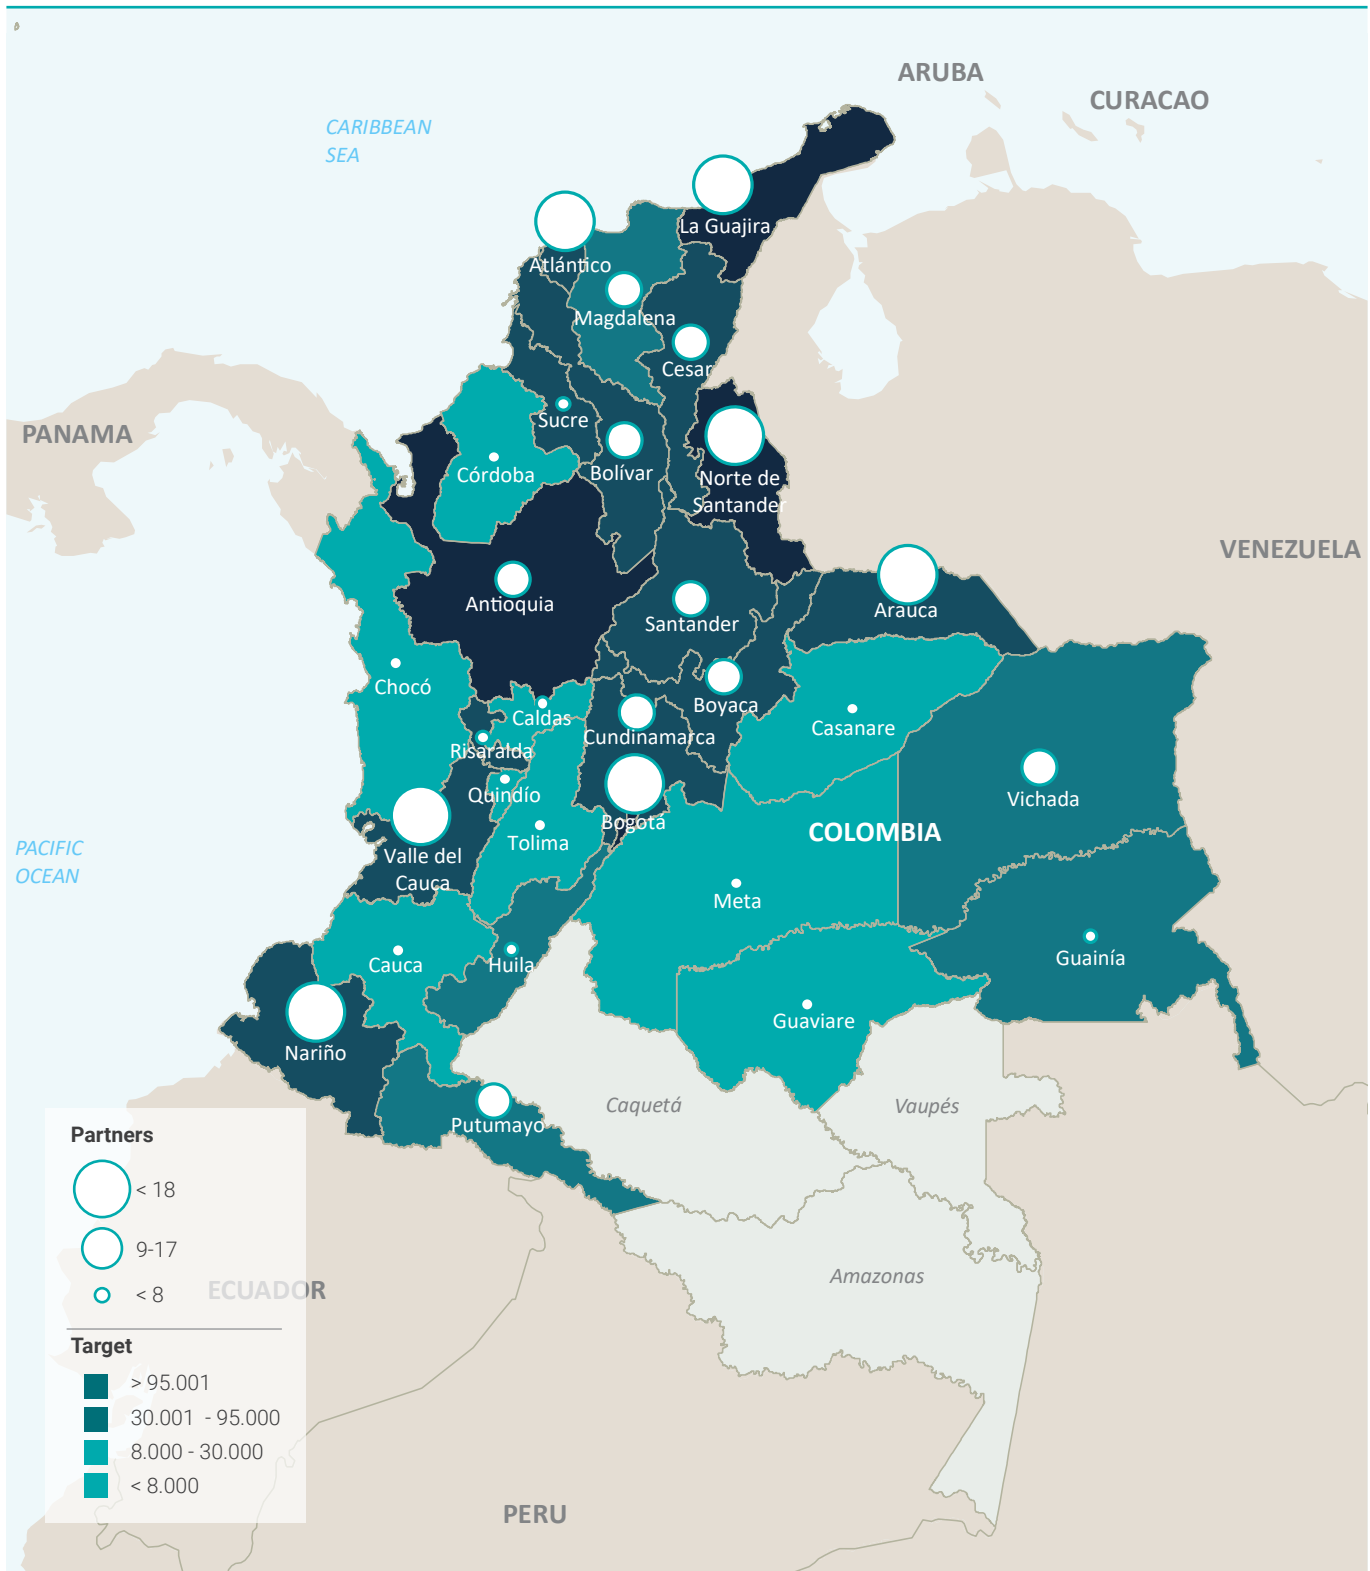 ARUBA
CURACAO
CARIBBEAN
SEA
La Guajira
Atlántico
Magdalena
Cesar
Sucre
PANAMA
Córdoba
Bolívar
Norte de
Santander
VENEZUELA
Antioquia
Arauca
Santander
Chocó
Boyaca
Caldas
Casanare
Cundinamarca
Risaralda
Quindío
Vichada
Bogotá
COLOMBIA
Tolima
PACIFIC
OCEAN
Valle del
Cauca
Meta
Guainía
Cauca
Huila
Guaviare
Nariño
Caquetá
Vaupés
Putumayo
Partners
< 18
9-17
< 8
ECUADOR
Amazonas
Target
> 95.001
30.001 - 95.000
8.000 - 30.000
< 8.000
PERU